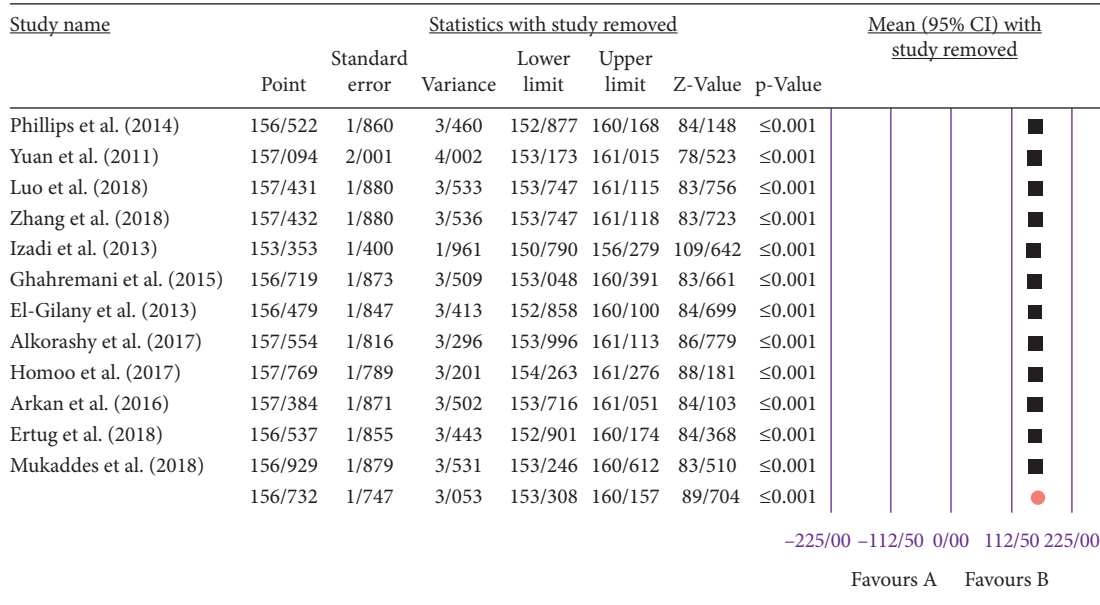 Study name Statistics with study removed Mean (95% CI) with study removed
Point Standard error Variance Lower limit Upper limit Z-Value p-Value
Phillips et al. (2014) 156/522 1/860 3/460 152/877 160/168 84/148 ≤0.001
Yuan et al. (2011) 157/094 2/001 4/002 153/173 161/015 78/523 ≤0.001
Luo et al. (2018) 157/431 1/880 3/533 153/747 161/115 83/756 ≤0.001
Zhang et al. (2018) 157/432 1/880 3/536 153/747 161/118 83/723 ≤0.001
Izadi et al. (2013) 153/353 1/400 1/961 150/790 156/279 109/642 ≤0.001
Ghahremani et al. (2015) 156/719 1/873 3/509 153/048 160/391 83/661 ≤0.001
El-Gilany et al. (2013) 156/479 1/847 3/413 152/858 160/100 84/699 ≤0.001
Alkorashy et al. (2017) 157/554 1/816 3/296 153/996 161/113 86/779 ≤0.001
Homoo et al. (2017) 157/769 1/789 3/201 154/263 161/276 88/181 ≤0.001
Arkan et al. (2016) 157/384 1/871 3/502 153/716 161/051 84/103 ≤0.001
Ertug et al. (2018) 156/537 1/855 3/443 152/901 160/174 84/368 ≤0.001
Mukaddes et al. (2018) 156/929 1/879 3/531 153/246 160/612 83/510 ≤0.001
156/732 1/747 3/053 153/308 160/157 89/704 ≤0.001
–225/00 –112/50 0/00 112/50 225/00
Favours A Favours B